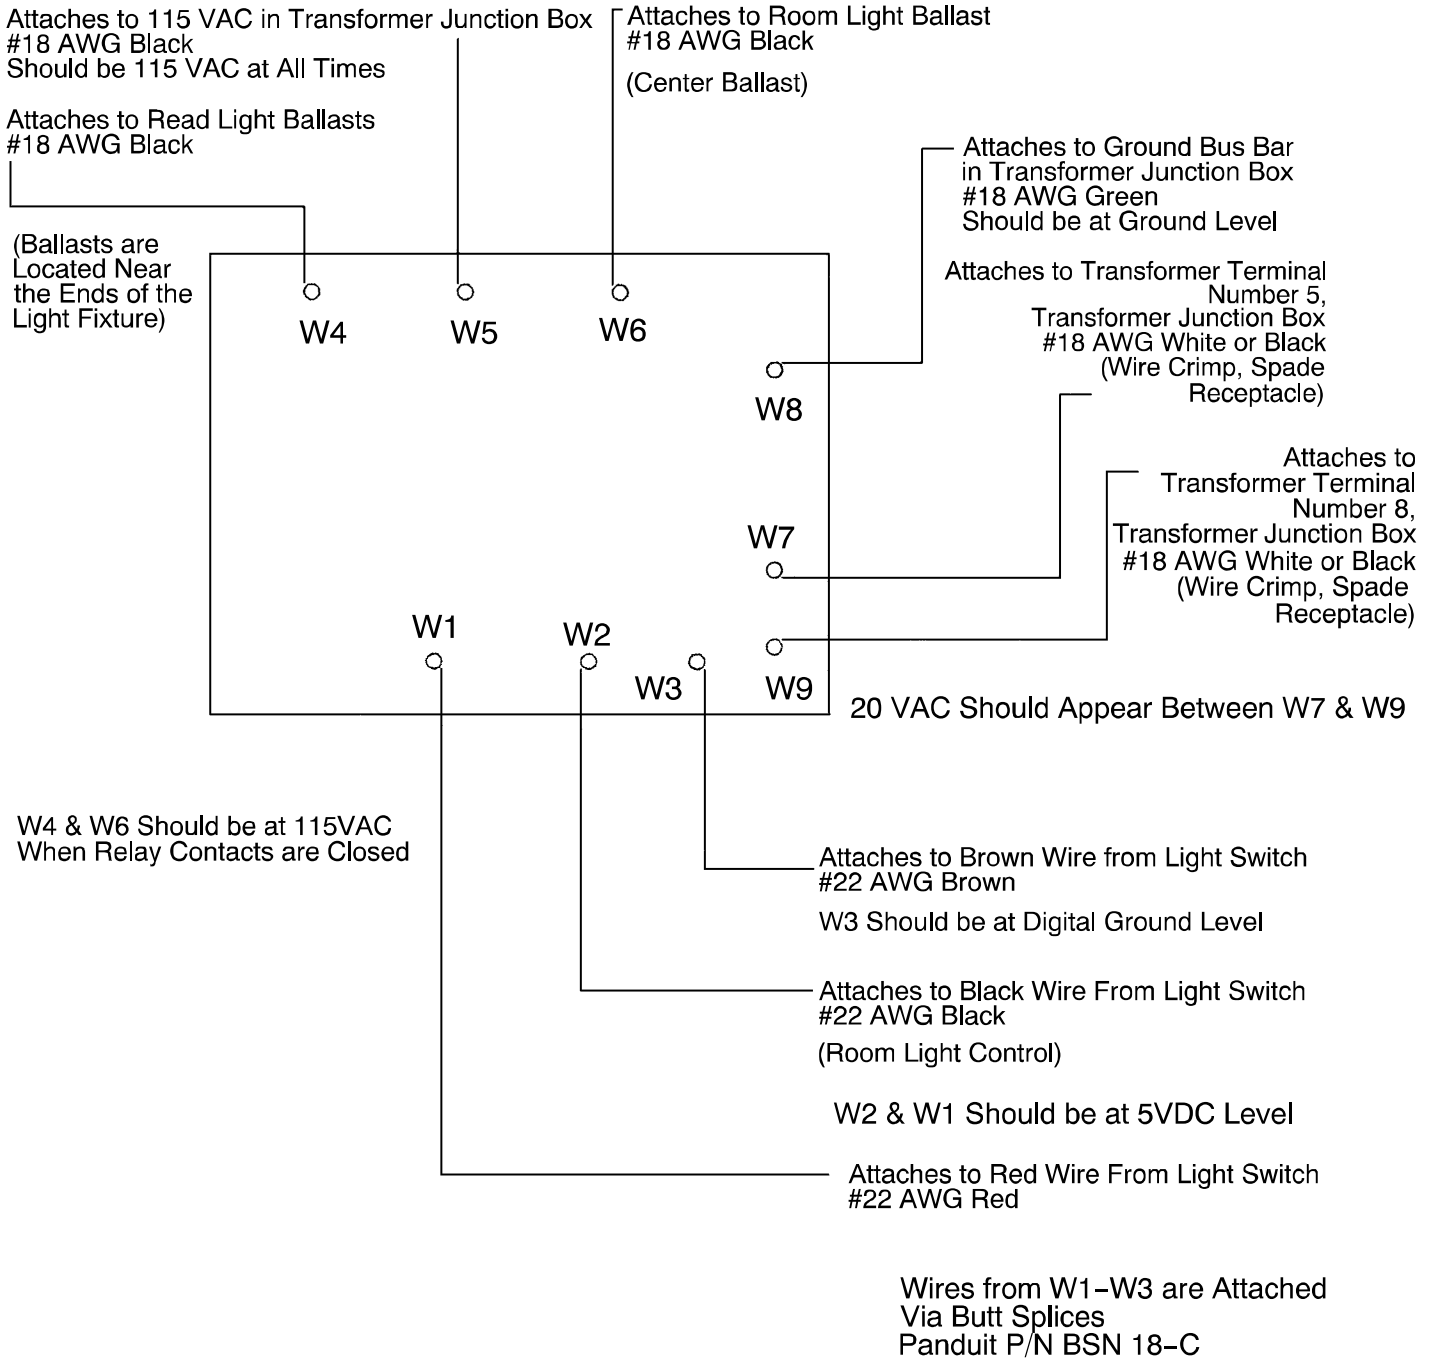 Attaches to 115 VAC in Transformer Junction Box
#18 AWG Black
Should be 115 VAC at All Times
Attaches to Room Light Ballast
#18 AWG Black
(Center Ballast)
Attaches to Read Light Ballasts
#18 AWG Black
(Ballasts are
Located Near
the Ends of the
Light Fixture)
Attaches to Ground Bus Bar
in Transformer Junction Box
#18 AWG Green
Should be at Ground Level
Attaches to Transformer Terminal
Number 5,
Transformer Junction Box
#18 AWG White or Black
(Wire Crimp, Spade
Receptacle)
W4
W5
W6
W8
Attaches to
Transformer Terminal
Number 8,
Transformer Junction Box
#18 AWG White or Black
(Wire Crimp, Spade
Receptacle)
W7
W1
W2
W3
W9
20 VAC Should Appear Between W7 & W9
W4 & W6 Should be at 115VAC
When Relay Contacts are Closed
Attaches to Brown Wire from Light Switch
#22 AWG Brown
W3 Should be at Digital Ground Level
Attaches to Black Wire From Light Switch
#22 AWG Black
(Room Light Control)
W2 & W1 Should be at 5VDC Level
Attaches to Red Wire From Light Switch
#22 AWG Red
Wires from W1–W3 are Attached
Via Butt Splices
Panduit P/N BSN 18–C